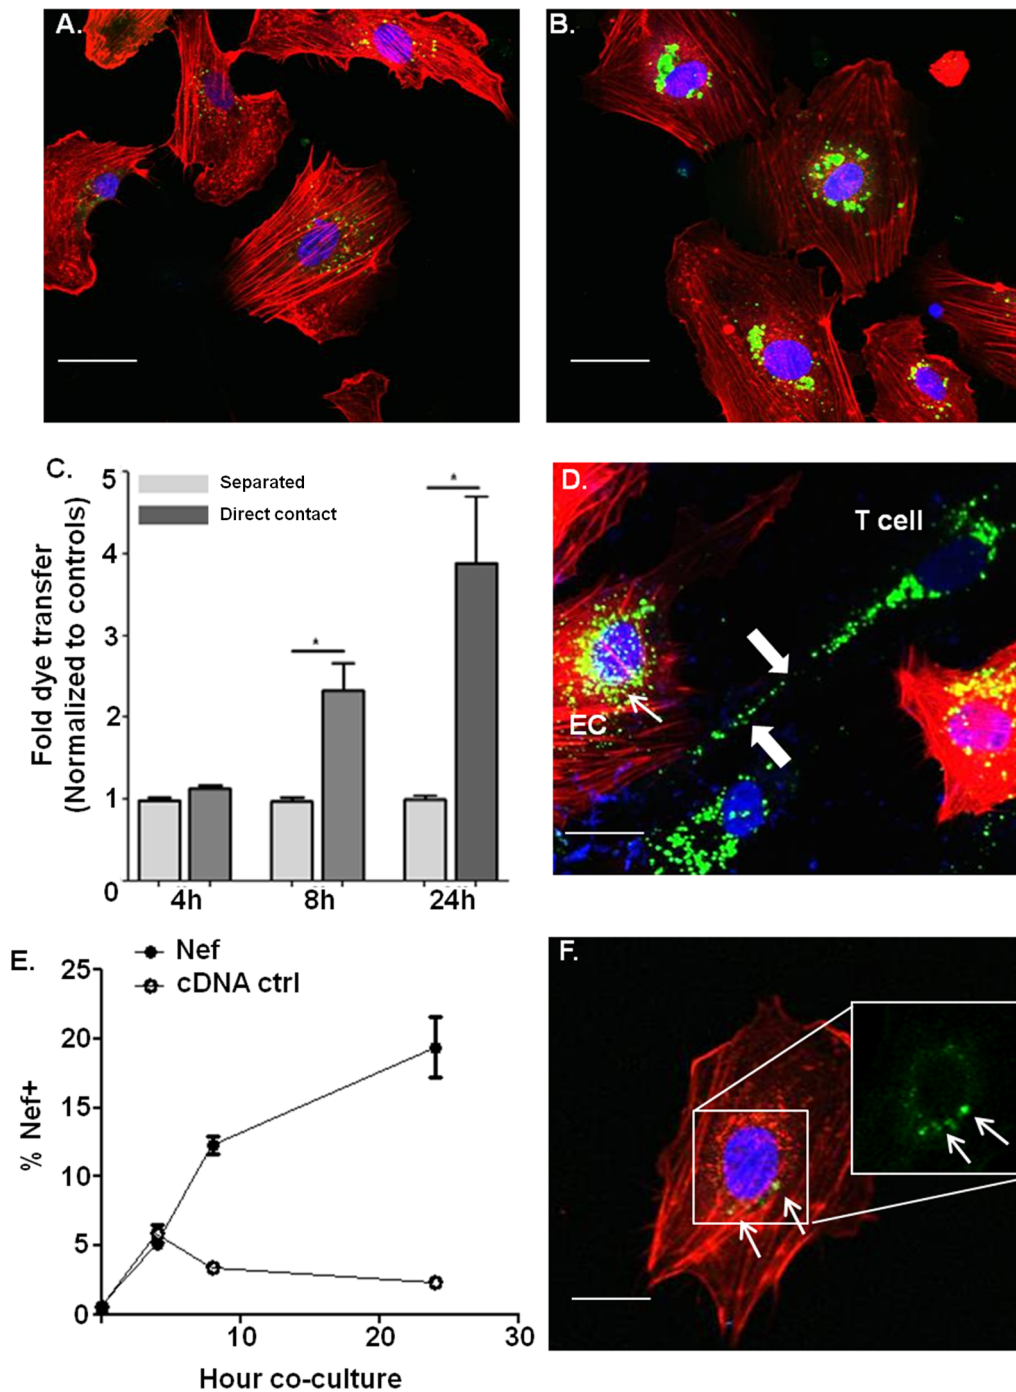 A.
B.
C.
Fold dye transfer
(Normalized to controls)
5
4
3
2
1
0
Separated
Direct contact
*
*
4h
8h
24h
D.
T cell
EC
E.
Nef
cDNA ctrl
% Nef+
25
20
15
10
5
0
10
20
30
Hour co-culture
F.